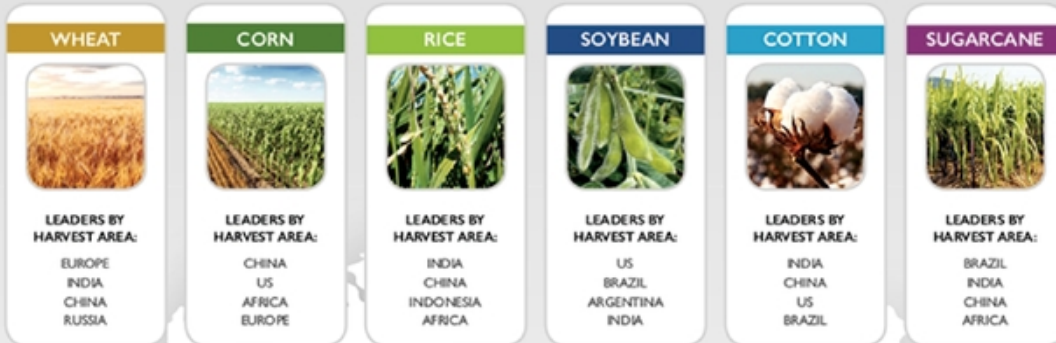 WHEAT
LEADERS BY
HARVEST AREA:
EUROPE
INDIA
CHINA
RUSSIA
CORN
LEADERS BY
HARVEST AREA:
CHINA
US
AFRICA
EUROPE
RICE
LEADERS BY
HARVEST AREA:
INDIA
CHINA
INDONESIA
AFRICA
SOYBEAN
LEADERS BY
HARVEST AREA:
US
BRAZIL
ARGENTINA
INDIA
COTTON
LEADERS BY
HARVEST AREA:
INDIA
CHINA
US
BRAZIL
SUGARCANE
LEADERS BY
HARVEST AREA:
BRAZIL
INDIA
CHINA
AFRICA